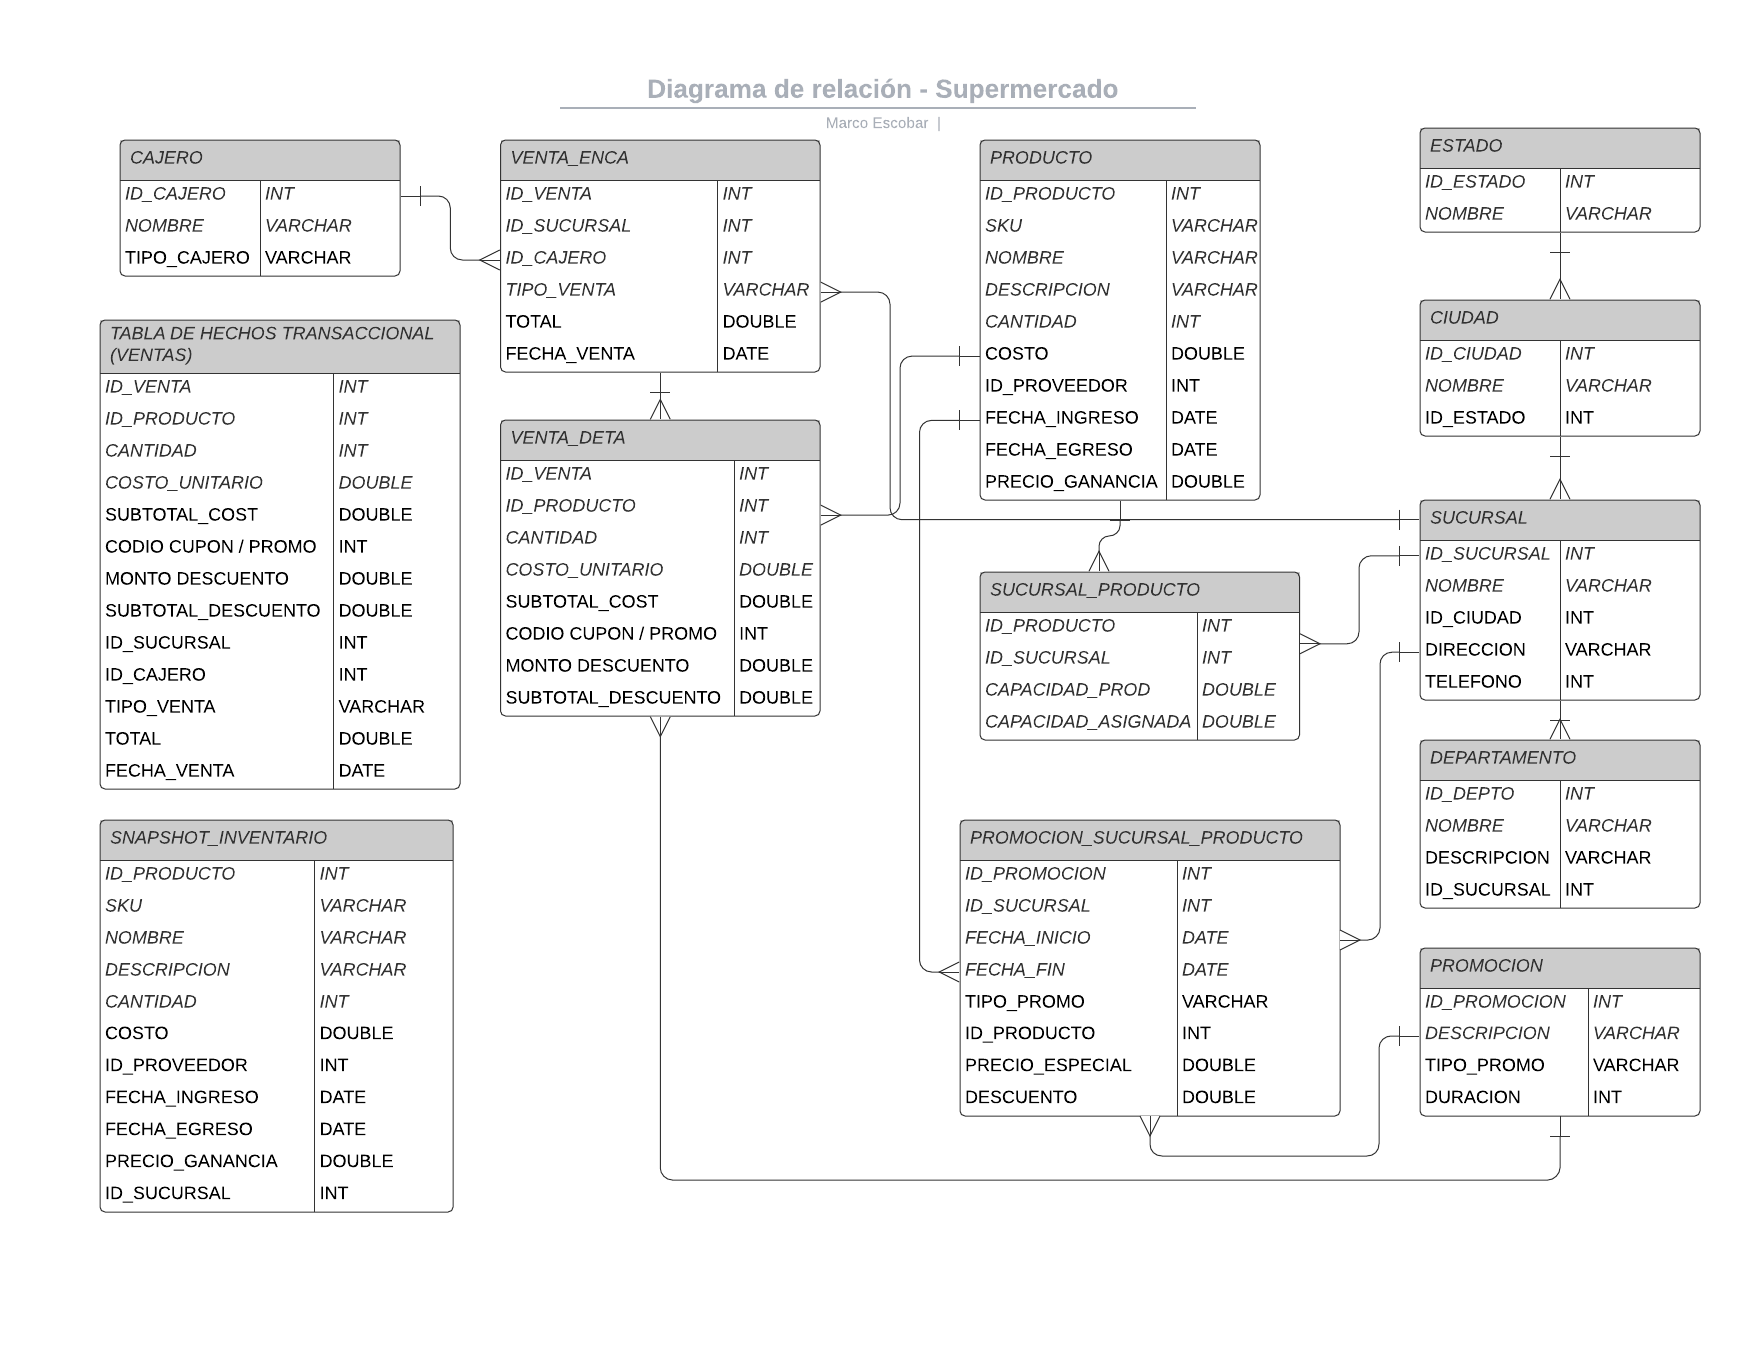 Diagrama de relación - Supermercado
Marco Escobar |
CAJERO
ID_CAJERO INT
NOMBRE VARCHAR
TIPO_CAJERO VARCHAR
TABLA DE HECHOS TRANSACCIONAL
(VENTAS)
ID_VENTA INT
ID_PRODUCTO INT
CANTIDAD INT
COSTO_UNITARIO DOUBLE
SUBTOTAL_COST DOUBLE
CODIO CUPON / PROMO INT
MONTO DESCUENTO DOUBLE
SUBTOTAL_DESCUENTO DOUBLE
ID_SUCURSAL INT
ID_CAJERO INT
TIPO_VENTA VARCHAR
TOTAL DOUBLE
FECHA_VENTA DATE
SNAPSHOT_INVENTARIO
ID_PRODUCTO INT
SKU VARCHAR
NOMBRE VARCHAR
DESCRIPCION VARCHAR
CANTIDAD INT
COSTO DOUBLE
ID_PROVEEDOR INT
FECHA_INGRESO DATE
FECHA_EGRESO DATE
PRECIO_GANANCIA DOUBLE
ID_SUCURSAL INT
VENTA_ENCA
ID_VENTA INT
ID_SUCURSAL INT
ID_CAJERO INT
TIPO_VENTA VARCHAR
TOTAL DOUBLE
FECHA_VENTA DATE
VENTA_DETA
ID_VENTA INT
ID_PRODUCTO INT
CANTIDAD INT
COSTO_UNITARIO DOUBLE
SUBTOTAL_COST DOUBLE
CODIO CUPON / PROMO INT
MONTO DESCUENTO DOUBLE
SUBTOTAL_DESCUENTO DOUBLE
PRODUCTO
ID_PRODUCTO INT
SKU VARCHAR
NOMBRE VARCHAR
DESCRIPCION VARCHAR
CANTIDAD INT
COSTO DOUBLE
ID_PROVEEDOR INT
FECHA_INGRESO DATE
FECHA_EGRESO DATE
PRECIO_GANANCIA DOUBLE
SUCURSAL_PRODUCTO
ID_PRODUCTO INT
ID_SUCURSAL INT
CAPACIDAD_PROD DOUBLE
CAPACIDAD_ASIGNADA DOUBLE
PROMOCION_SUCURSAL_PRODUCTO
ID_PROMOCION INT
ID_SUCURSAL INT
FECHA_INICIO DATE
FECHA_FIN DATE
TIPO_PROMO VARCHAR
ID_PRODUCTO INT
PRECIO_ESPECIAL DOUBLE
DESCUENTO DOUBLE
ESTADO
ID_ESTADO INT
NOMBRE VARCHAR
CIUDAD
ID_CIUDAD INT
NOMBRE VARCHAR
ID_ESTADO INT
SUCURSAL
ID_SUCURSAL INT
NOMBRE VARCHAR
ID_CIUDAD INT
DIRECCION VARCHAR
TELEFONO INT
DEPARTAMENTO
ID_DEPTO INT
NOMBRE VARCHAR
DESCRIPCION VARCHAR
ID_SUCURSAL INT
PROMOCION
ID_PROMOCION INT
DESCRIPCION VARCHAR
TIPO_PROMO VARCHAR
DURACION INT